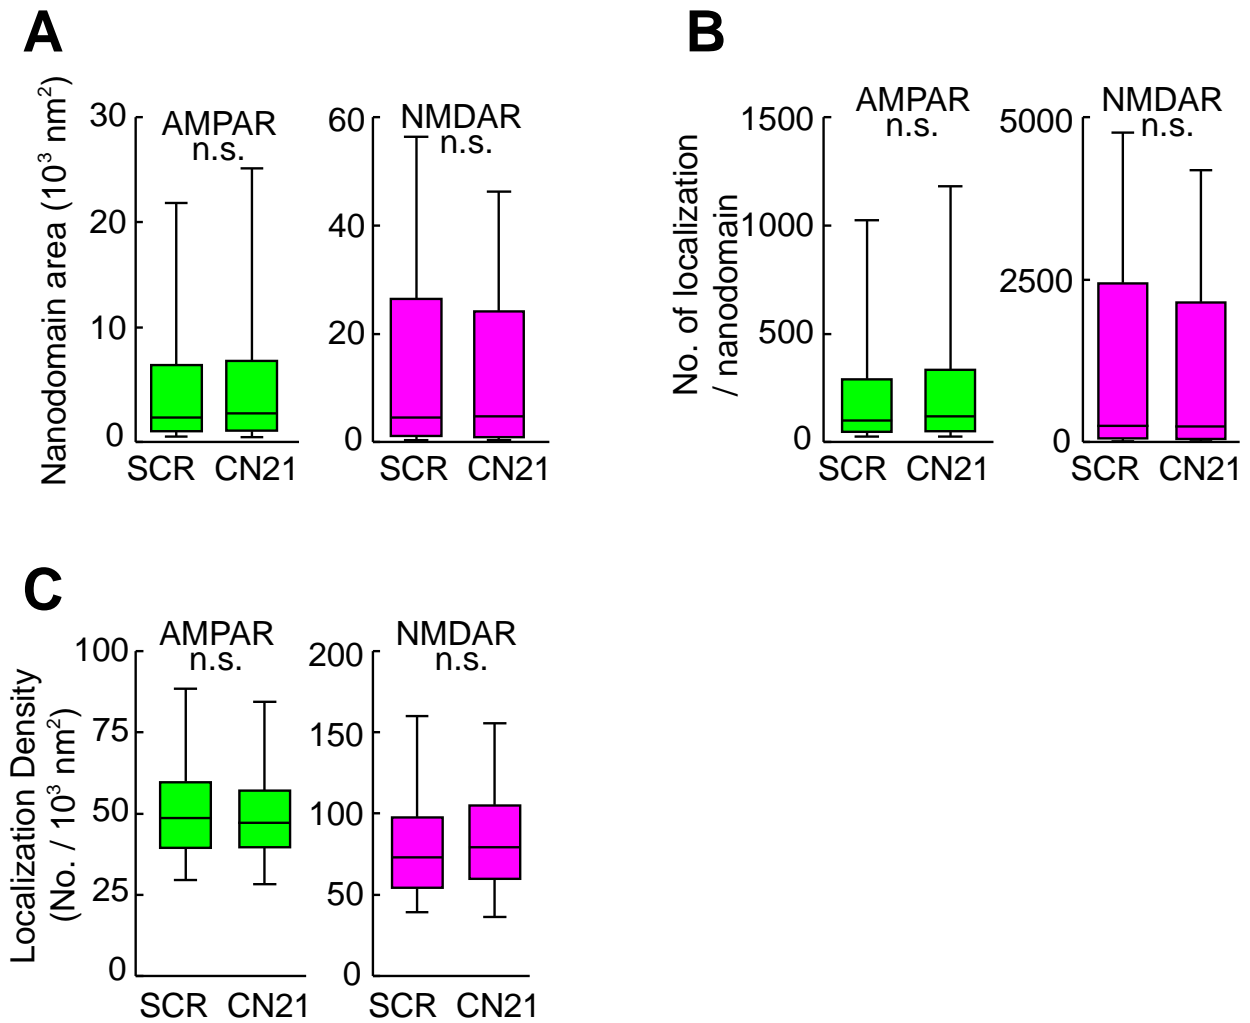 A
Nanodomain area (10³ nm²)
30
20
10
0
AMPAR
n.s.
SCR CN21
60
40
20
0
NMDAR
n.s.
SCR CN21
B
No. of localization
/ nanodomain
1500
1000
500
0
AMPAR
n.s.
SCR CN21
5000
2500
0
NMDAR
n.s.
SCR CN21
C
Localization Density
(No. / 10³ nm²)
100
75
50
25
0
AMPAR
n.s.
SCR CN21
200
150
100
50
0
NMDAR
n.s.
SCR CN21